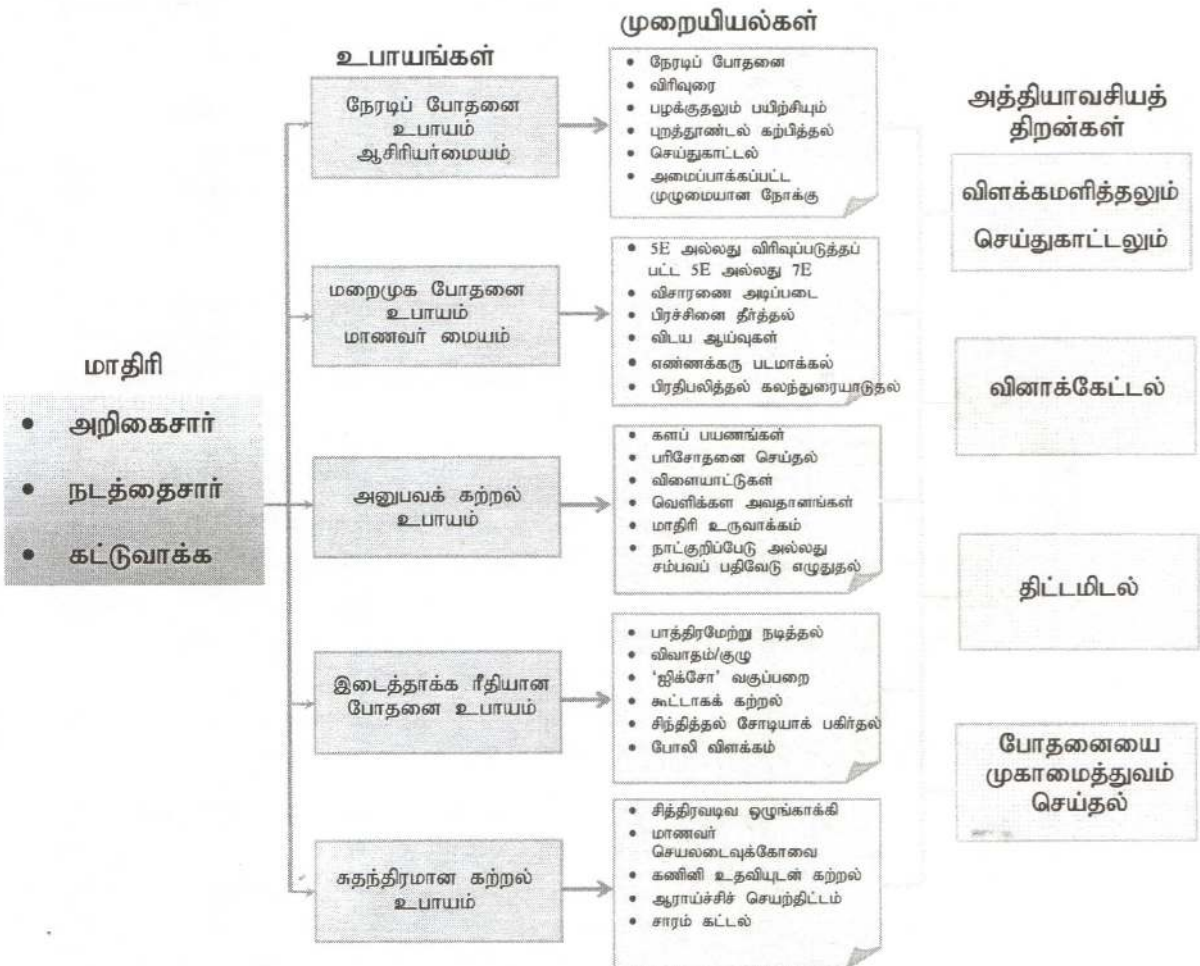 முறையியல்கள்
உபாயங்கள்
அத்தியாவசியத்
திறன்கள்
மாதிரி
• அறிகைசார்
• நடத்தைசார்
• கட்டுவாக்க
நேரடிப் போதனை
உபாயம்
ஆசிரியர்மையம்
• நேரடிப் போதனை
• விரிவுரை
• பழக்குதலும் பயிற்சியும்
• புறத்தூண்டல் கற்பித்தல்
• செய்துகாட்டல்
• அமைப்பாக்கப்பட்ட
முழுமையான நோக்கு
மறைமுக போதனை
உபாயம்
மாணவர் மையம்
• 5E அல்லது விரிவுப்படுத்தப்
பட்ட 5E அல்லது 7E
• விசாரணை அடிப்படை
• பிரச்சினை தீர்த்தல்
• விடய ஆய்வுகள்
• எண்ணக்கரு படமாக்கல்
• பிரதிபலித்தல் கலந்துரையாடுதல்
அனுபவக் கற்றல்
உபாயம்
• களப் பயணங்கள்
• பரிசோதனை செய்தல்
• விளையாட்டுகள்
• வெளிக்கள அவதானங்கள்
• மாதிரி உருவாக்கம்
• நாட்குறிப்பேடு அல்லது
சம்பவப் பதிவேடு எழுதுதல்
இடைத்தாக்க ரீதியான
போதனை உபாயம்
• பாத்திரமேற்று நடித்தல்
• விவாதம்/குழு
• ‘ஜிக்சோ’ வகுப்பறை
• கூட்டாகக் கற்றல்
• சிந்தித்தல் சோடியாக் பகிர்தல்
• போலி விளக்கம்
சுதந்திரமான கற்றல்
உபாயம்
• சித்திரவடிவ ஒழுங்காக்கி
• மாணவர்
செயலடைவுக்கோவை
• கணினி உதவியுடன் கற்றல்
• ஆராய்ச்சிச் செயற்திட்டம்
• சாரம் கட்டல்
விளக்கமளித்தலும்
செய்துகாட்டலும்
வினாக்கேட்டல்
திட்டமிடல்
போதனையை
முகாமைத்துவம்
செய்தல்